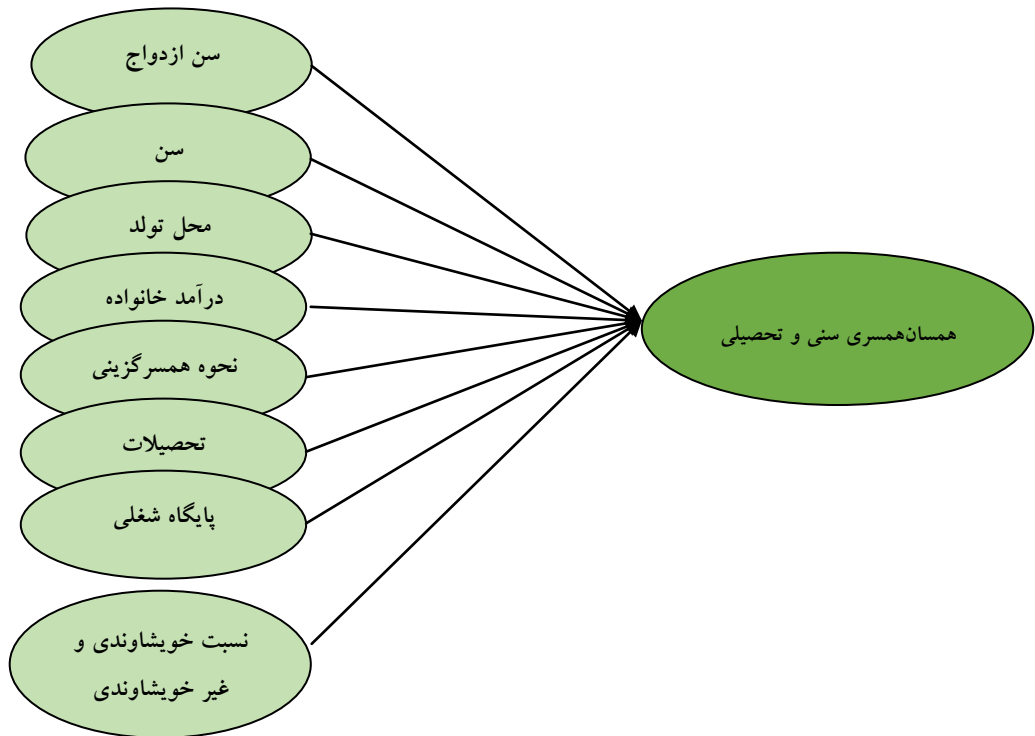 سن ازدواج
سن
محل تولد
درآمد خانواده
نحوه همسرگزینی
تحصیلات
پایگاه شغلی
نسبت خویشاوندی و
غیر خویشاوندی
همسان‌همسری سنی و تحصیلی